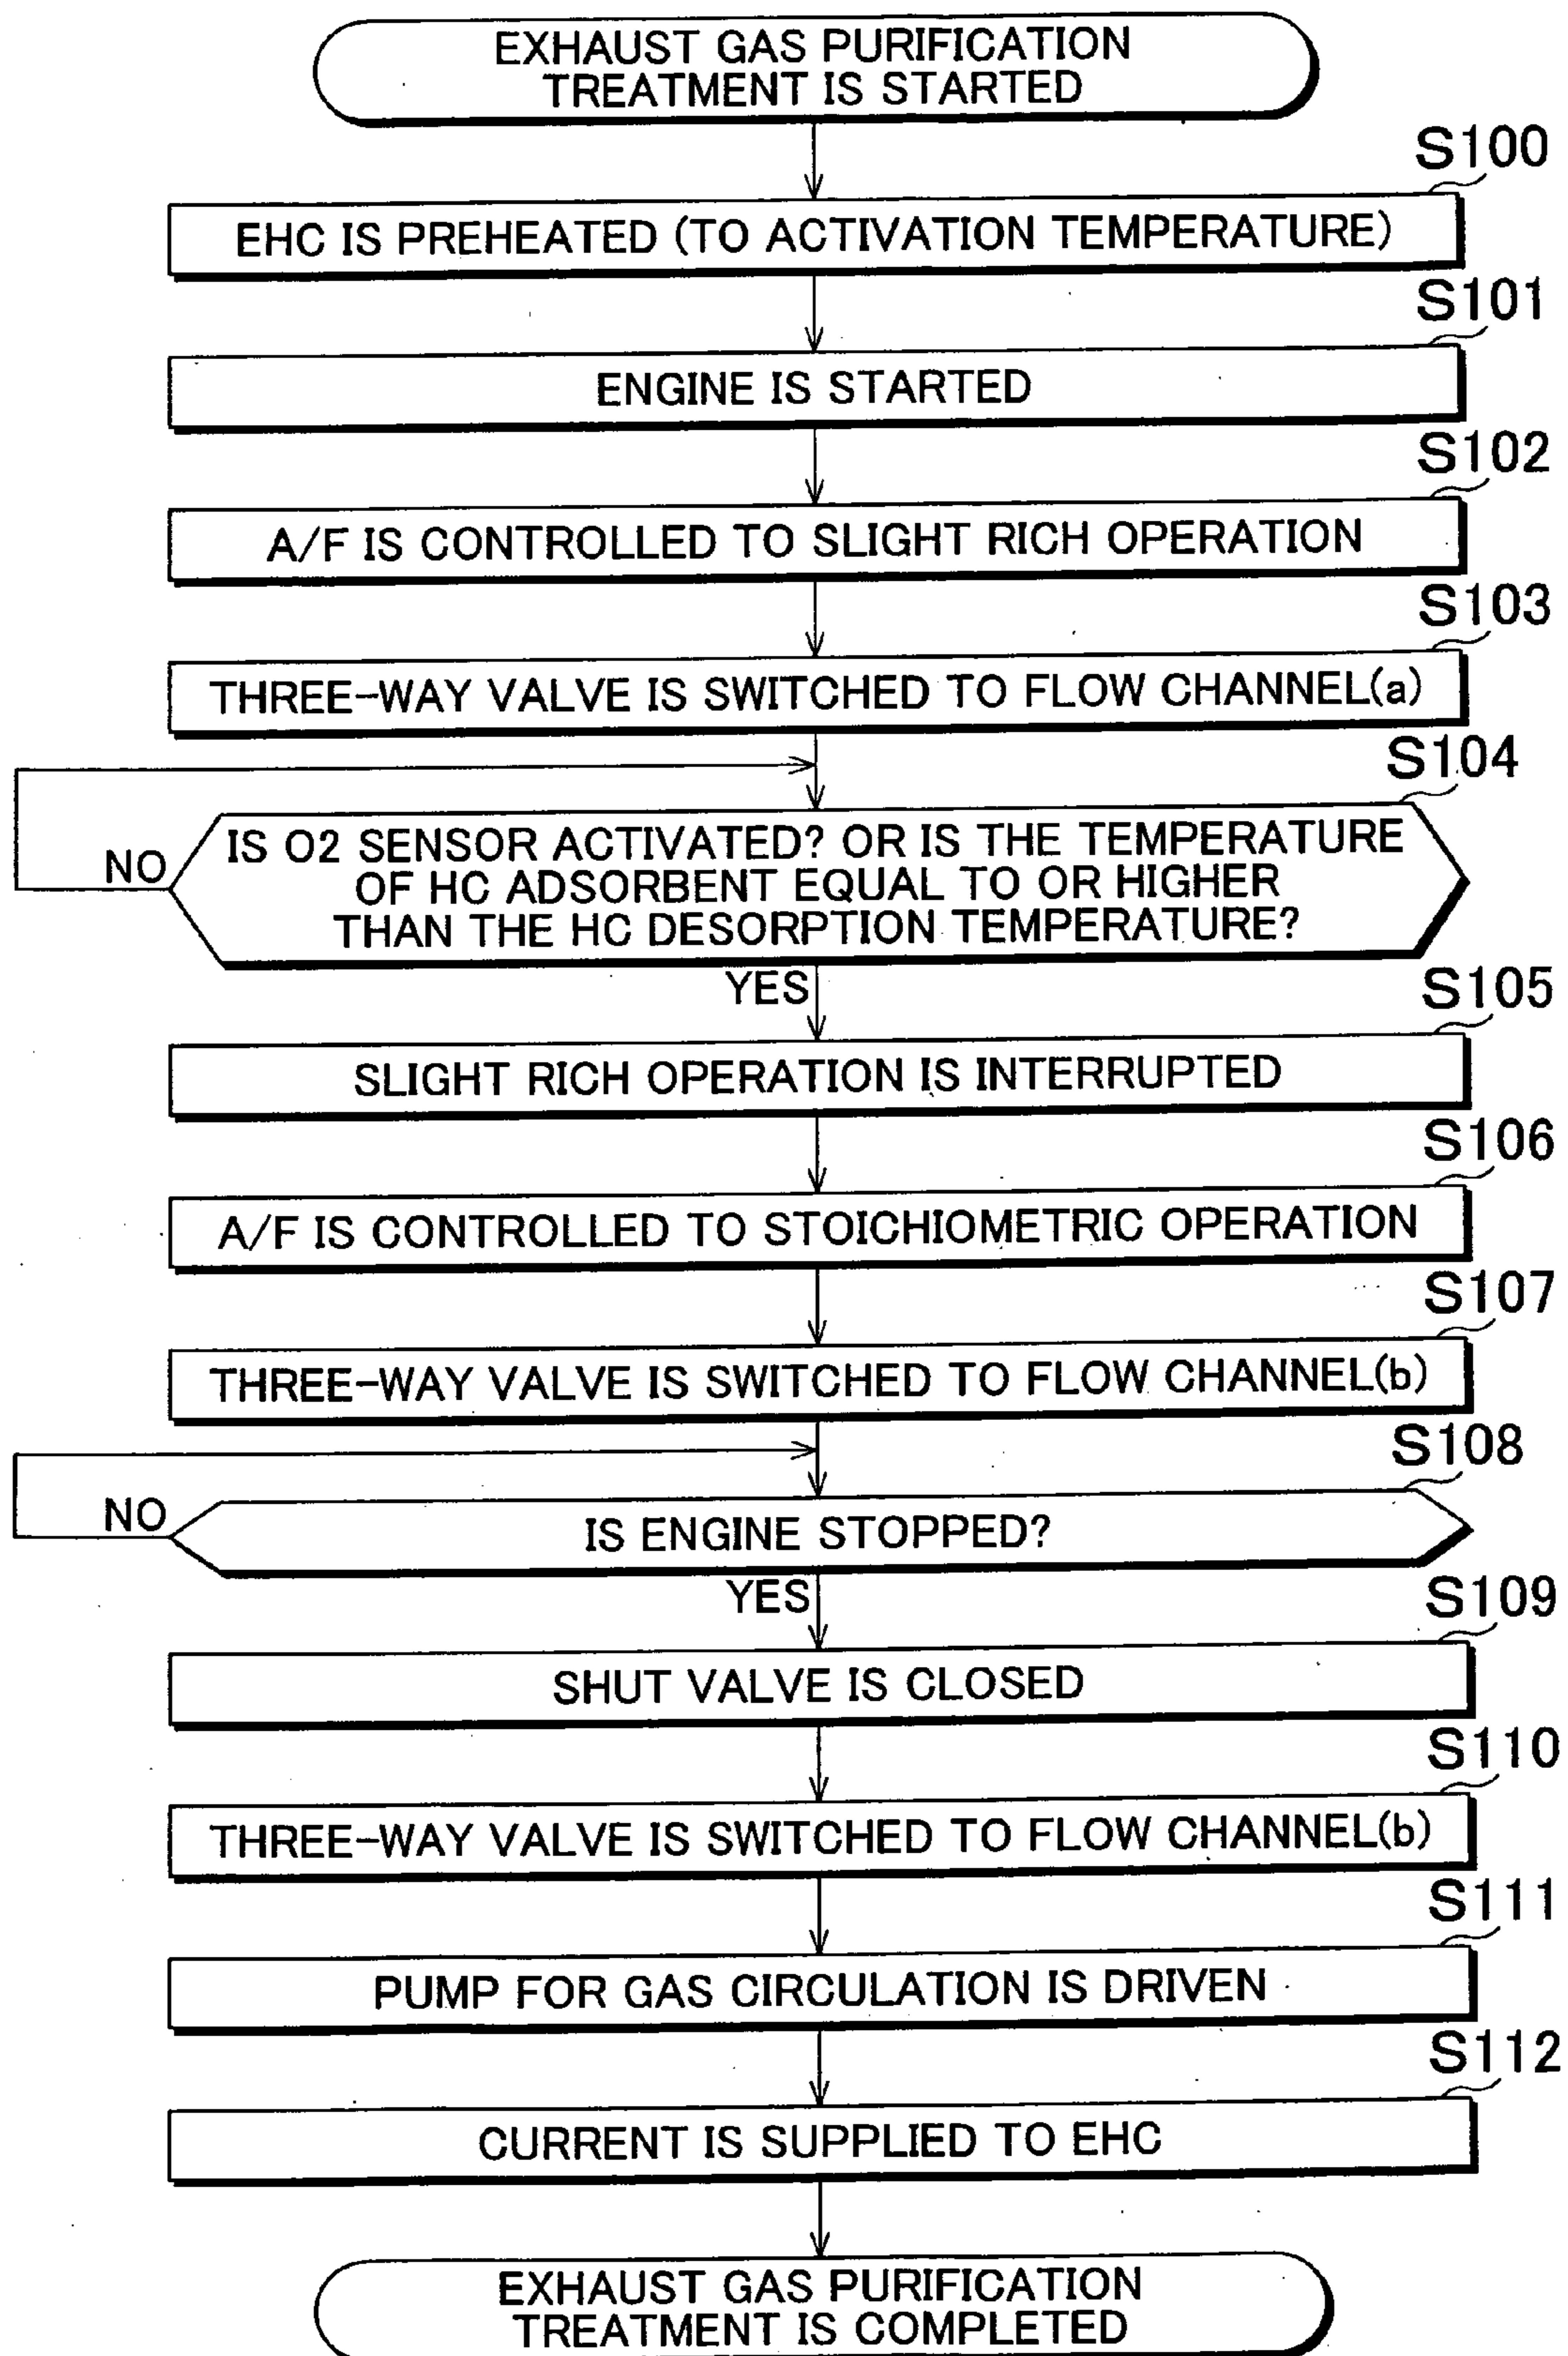 EXHAUST GAS PURIFICATION
TREATMENT IS STARTED
S100
EHC IS PREHEATED (TO ACTIVATION TEMPERATURE)
S101
ENGINE IS STARTED
S102
A/F IS CONTROLLED TO SLIGHT RICH OPERATION
S103
THREE-WAY VALVE IS SWITCHED TO FLOW CHANNEL(a)
S104
IS O2 SENSOR ACTIVATED? OR IS THE TEMPERATURE
OF HC ADSORBENT EQUAL TO OR HIGHER
THAN THE HC DESORPTION TEMPERATURE?
NO
YES
S105
SLIGHT RICH OPERATION IS INTERRUPTED
S106
A/F IS CONTROLLED TO STOICHIOMETRIC OPERATION
S107
THREE-WAY VALVE IS SWITCHED TO FLOW CHANNEL(b)
S108
IS ENGINE STOPPED?
NO
YES
S109
SHUT VALVE IS CLOSED
S110
THREE-WAY VALVE IS SWITCHED TO FLOW CHANNEL(b)
S111
PUMP FOR GAS CIRCULATION IS DRIVEN
S112
CURRENT IS SUPPLIED TO EHC
EXHAUST GAS PURIFICATION
TREATMENT IS COMPLETED